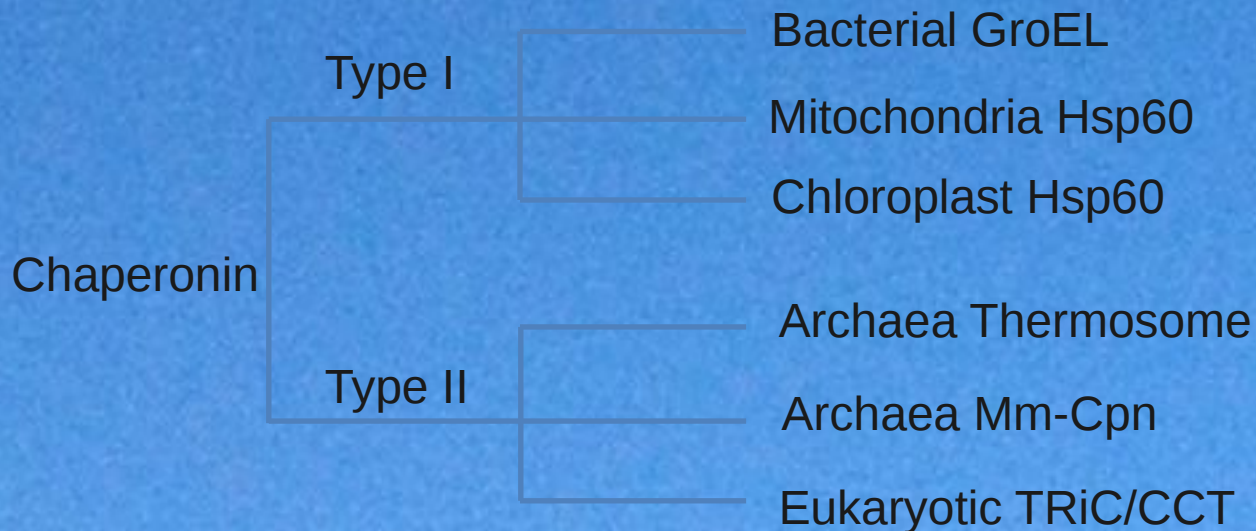 Chaperonin
Type I
Bacterial GroEL
Mitochondria Hsp60
Chloroplast Hsp60
Type II
Archaea Thermosome
Archaea Mm-Cpn
Eukaryotic TRiC/CCT